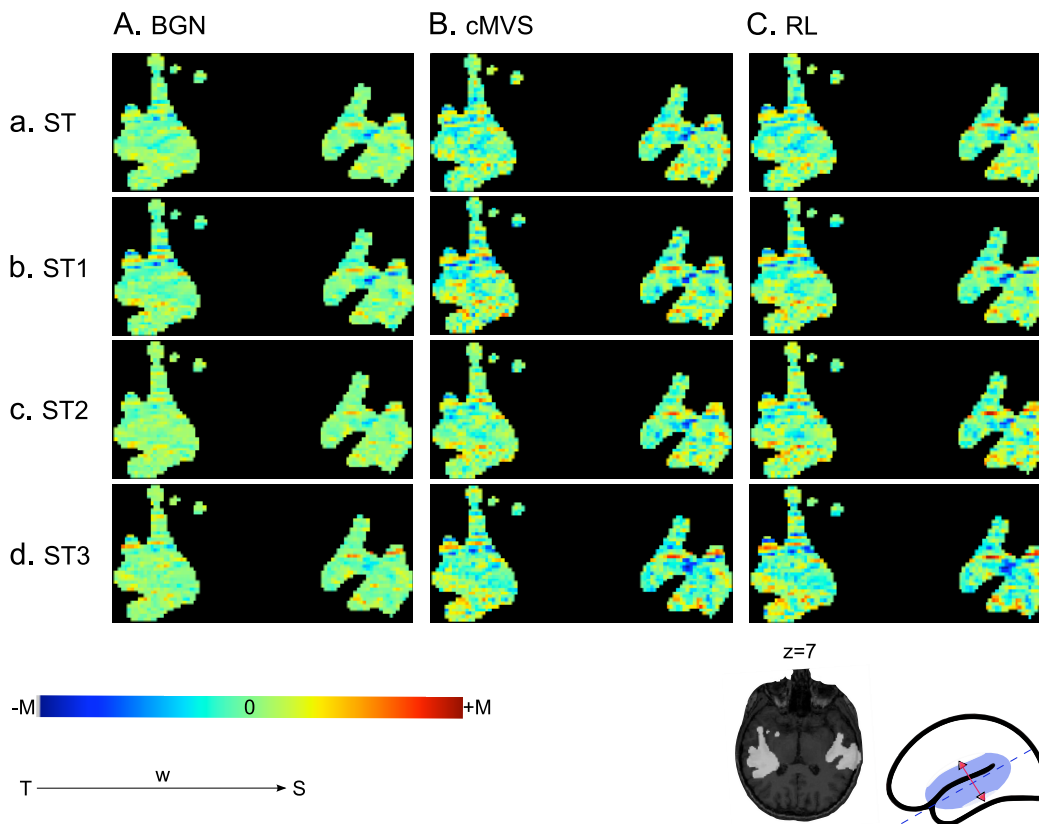 A. BGN
B. cMVS
C. RL
a. ST
b. ST1
c. ST2
d. ST3
z=7
-M
0
+M
T
w
S